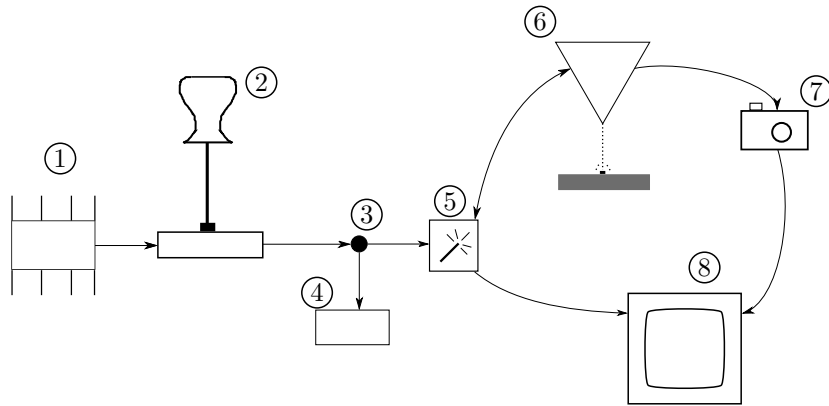 ① ② ③ ④ ⑤ ⑥ ⑦ ⑧